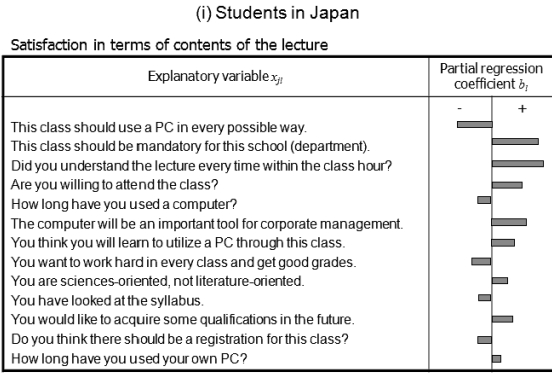 (i) Students in Japan
Satisfaction in terms of contents of the lecture
Explanatory variable xjl
Partial regression
coefficient bl
- +
This class should use a PC in every possible way.
This class should be mandatory for this school (department).
Did you understand the lecture every time within the class hour?
Are you willing to attend the class?
How long have you used a computer?
The computer will be an important tool for corporate management.
You think you will learn to utilize a PC through this class.
You want to work hard in every class and get good grades.
You are sciences-oriented, not literature-oriented.
You have looked at the syllabus.
You would like to acquire some qualifications in the future.
Do you think there should be a registration for this class?
How long have you used your own PC?